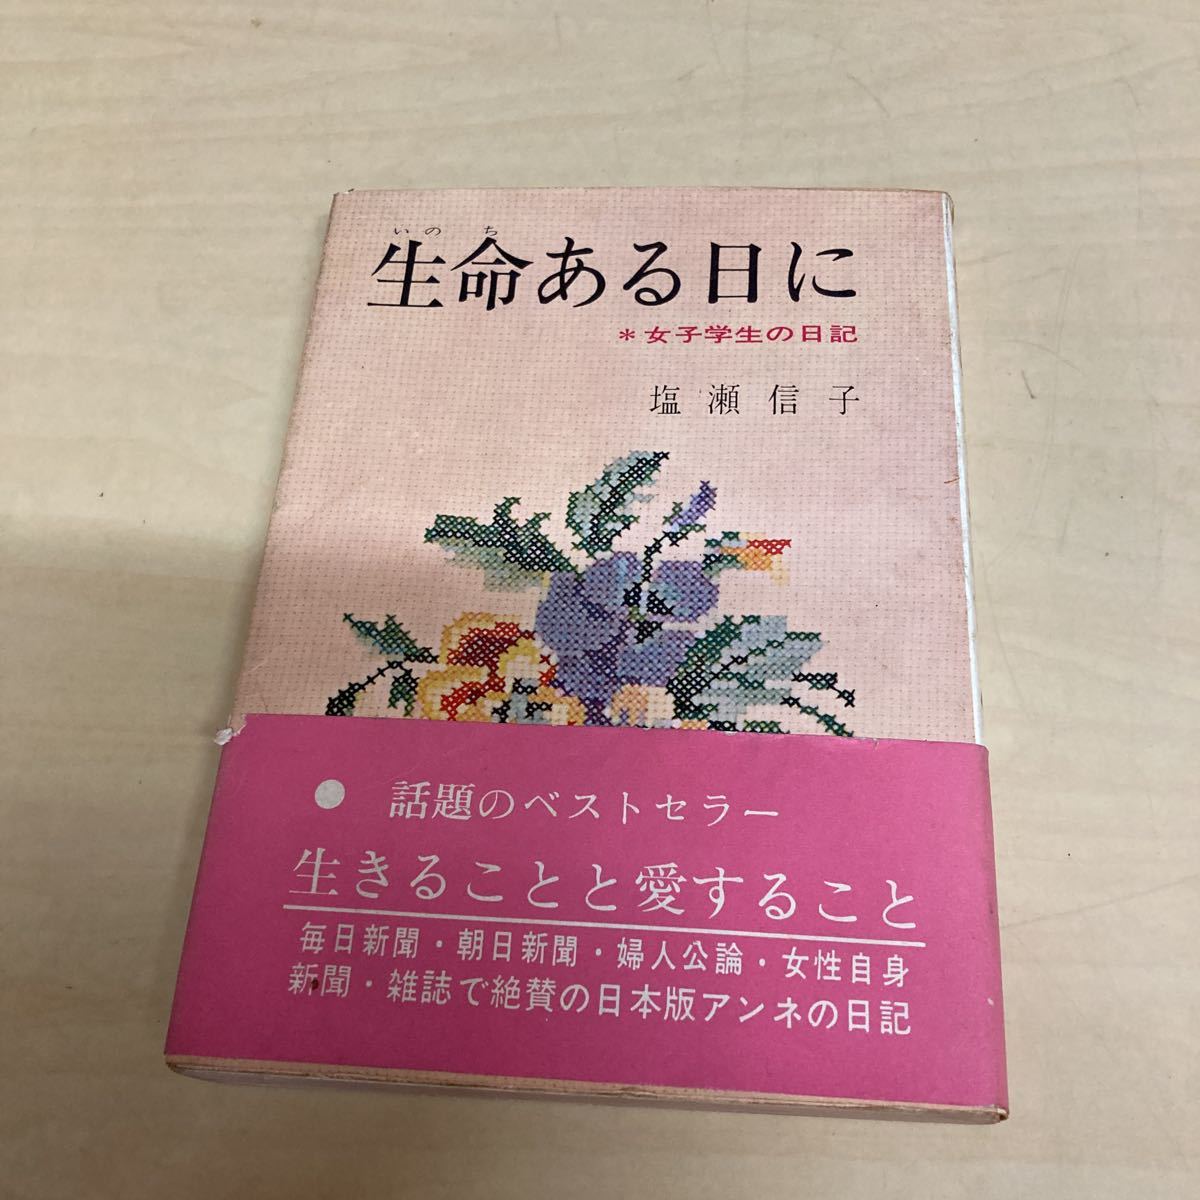 いのち
生命ある日に
＊女子学生の日記
塩瀬信子
● 話題のベストセラー
生きることと愛すること
毎日新聞・朝日新聞・婦人公論・女性自身
新聞・雑誌で絶賛の日本版アンネの日記